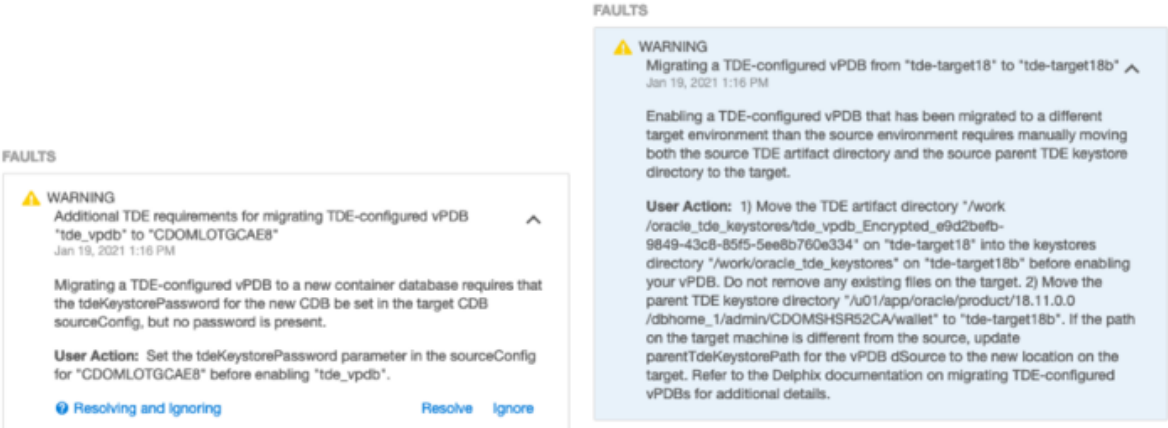 FAULTS
WARNING
Additional TDE requirements for migrating TDE-configured vPDB
"tde_vpdb" to "CDOMLOTGCAE8"
Jan 19, 2021 1:16 PM
Migrating a TDE-configured vPDB to a new container database requires that
the tdeKeystorePassword for the new CDB be set in the target CDB
sourceConfig, but no password is present.
User Action: Set the tdeKeystorePassword parameter in the sourceConfig
for "CDOMLOTGCAE8" before enabling "tde_vpdb".
Resolving and Ignoring
Resolve Ignore
FAULTS
WARNING
Migrating a TDE-configured vPDB from "tde-target18" to "tde-target18b"
Jan 19, 2021 1:16 PM
Enabling a TDE-configured vPDB that has been migrated to a different
target environment than the source environment requires manually moving
both the source TDE artifact directory and the source parent TDE keystore
directory to the target.
User Action: 1) Move the TDE artifact directory "/work
/oracle_tde_keystores/tde_vpdb_Encrypted_e9d2befb-
9849-43c8-85f5-5ee8b760e334" on "tde-target18" into the keystores
directory "/work/oracle_tde_keystores" on "tde-target18b" before enabling
your vPDB. Do not remove any existing files on the target. 2) Move the
parent TDE keystore directory "/u01/app/oracle/product/18.11.0.0
/dbhome_1/admin/CDOMSHSR52CA/wallet" to "tde-target18b". If the path
on the target machine is different from the source, update
parentTdeKeystorePath for the vPDB dSource to the new location on the
target. Refer to the Delphix documentation on migrating TDE-configured
vPDBs for additional details.